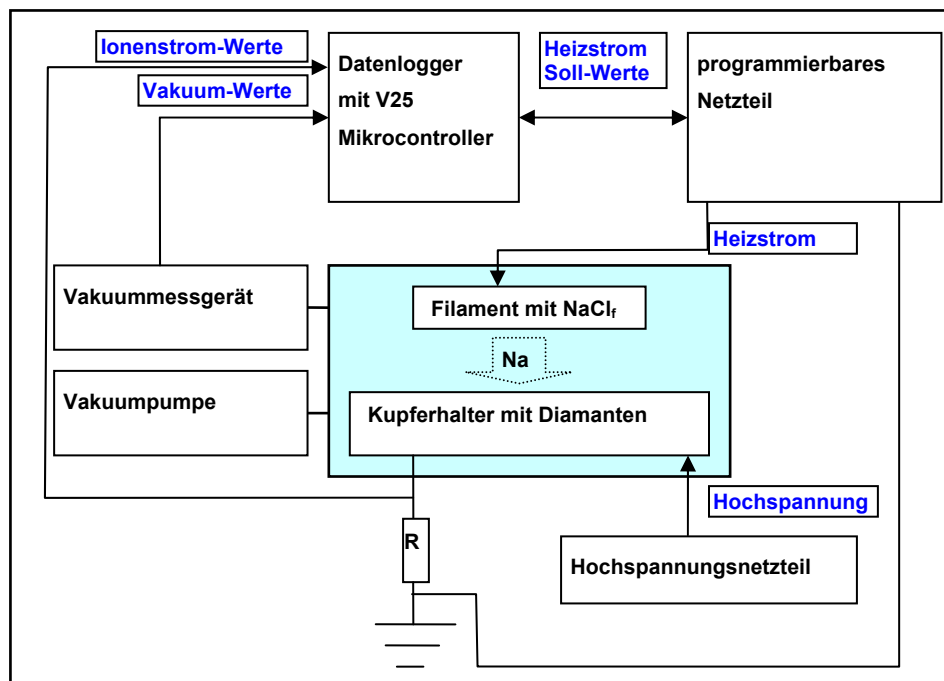 Ionenstrom-Werte
Vakuum-Werte
Datenlogger
mit V25
Mikrocontroller
Heizstrom
Soll-Werte
programmierbares
Netzteil
Heizstrom
Vakuummessgerät
Filament mit NaClf
Na
Vakuumpumpe
Kupferhalter mit Diamanten
Hochspannung
R
Hochspannungsnetzteil